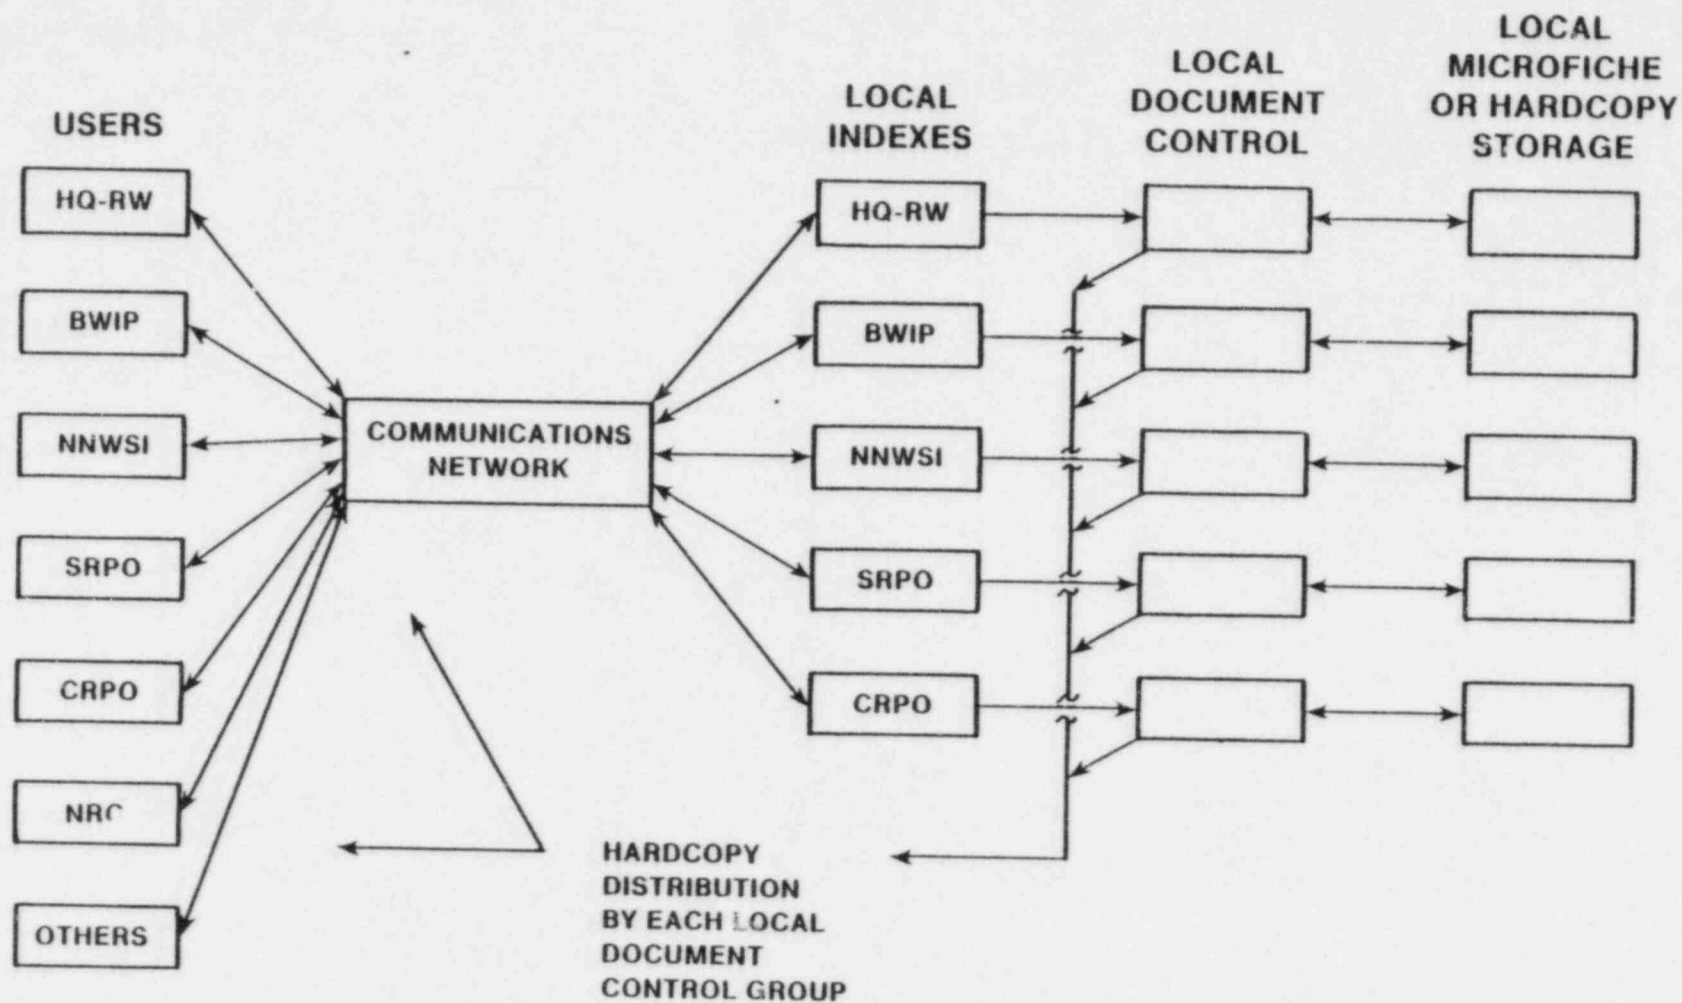 USERS
HQ-RW
BWIP
NNWSI
SRPO
CRPO
NRC
OTHERS
COMMUNICATIONS
NETWORK
LOCAL
INDEXES
HQ-RW
BWIP
NNWSI
SRPO
CRPO
LOCAL
DOCUMENT
CONTROL
LOCAL
MICROFICHE
OR HARDCOPY
STORAGE
HARDCOPY
DISTRIBUTION
BY EACH LOCAL
DOCUMENT
CONTROL GROUP